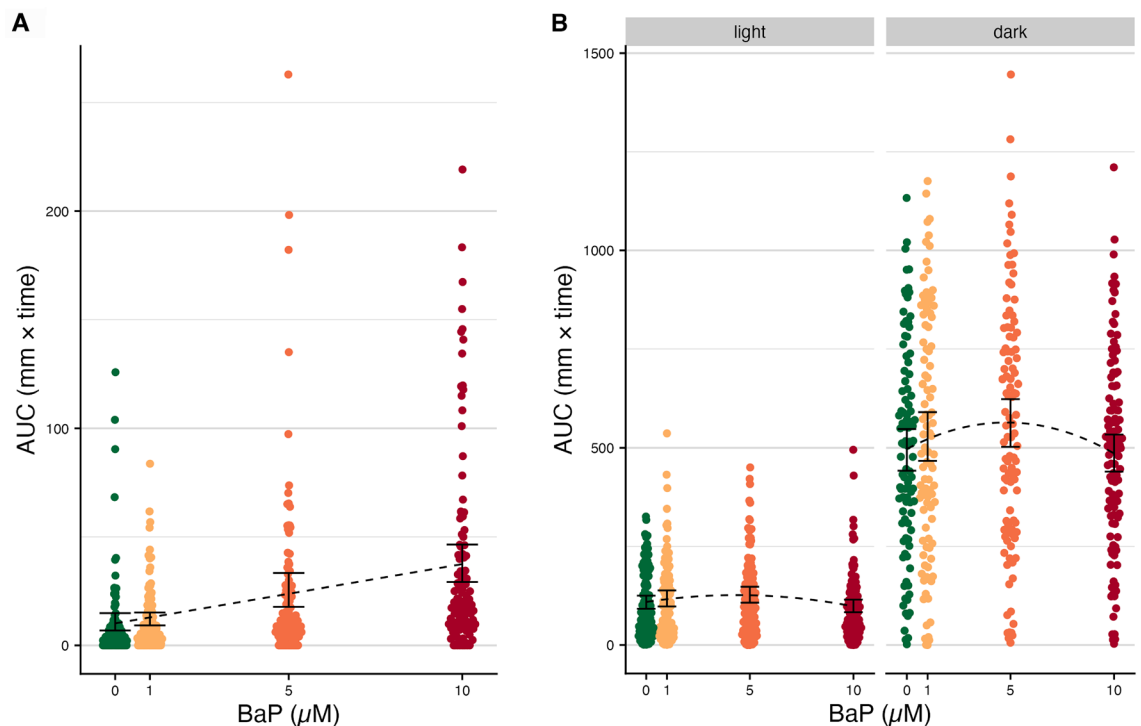 A
AUC (mm × time)
200
100
0
0 1 5 10
BaP (µM)
B
light dark
AUC (mm × time)
1500
1000
500
0
0 1 5 10 0 1 5 10
BaP (µM)